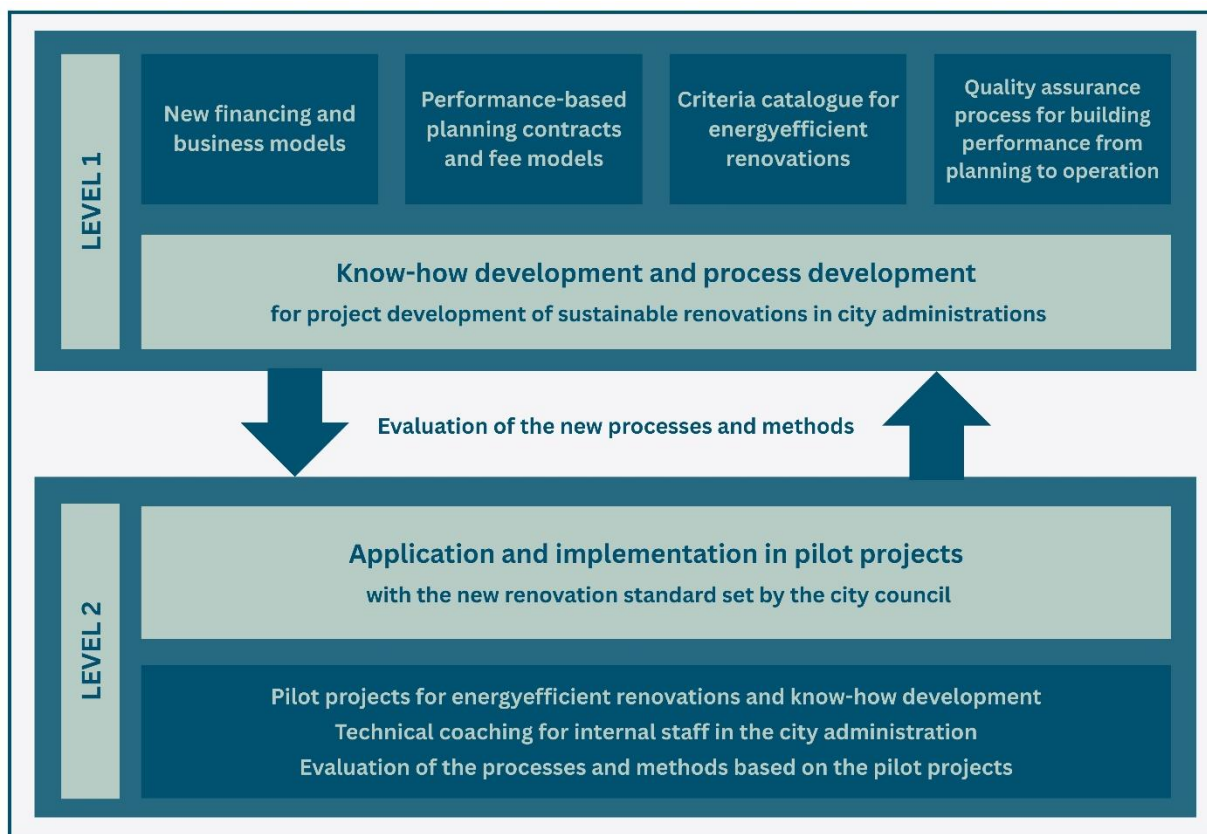 LEVEL 1
New financing and
business models
Performance-based
planning contracts
and fee models
Criteria catalogue for
energyefficient
renovations
Quality assurance
process for building
performance from
planning to operation
Know-how development and process development
for project development of sustainable renovations in city administrations
Evaluation of the new processes and methods
LEVEL 2
Application and implementation in pilot projects
with the new renovation standard set by the city council
Pilot projects for energyefficient renovations and know-how development
Technical coaching for internal staff in the city administration
Evaluation of the processes and methods based on the pilot projects